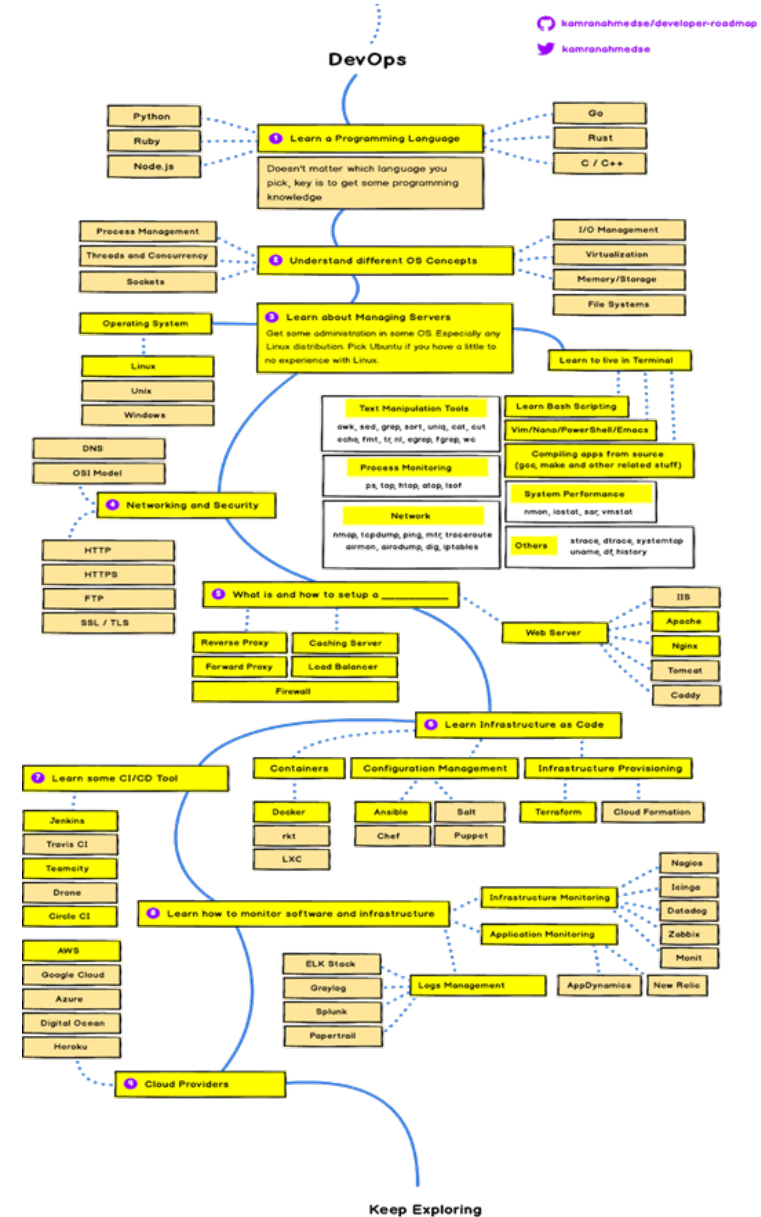 kamranahmedse/developer-roadmap
kamranahmedse
DevOps
Python
Ruby
Node.js
1 Learn a Programming Language
Doesn't matter which language you
pick, key is to get some programming
knowledge
Go
Rust
C / C++
Process Management
Threads and Concurrency
Sockets
2 Understand different OS Concepts
I/O Management
Virtualization
Memory/Storage
File Systems
3 Learn about Managing Servers
Get some administration in some OS. Especially any
Linux distribution. Pick Ubuntu if you have a little to
no experience with Linux.
Operating System
Linux
Unix
Windows
Learn to live in Terminal
Learn Bash Scripting
Vim/Nano/PowerShell/Emacs
Compiling apps from source
(gcc, make and other related stuff)
Text Manipulation Tools
awk, sed, grep, sort, uniq, cat, cut
echo, fmt, tr, nl, egrep, fgrep, wc
Process Monitoring
ps, top, htop, atop, lsof
Network
nmap, tcpdump, ping, mtr, traceroute
airmon, airodump, dig, iptables
System Performance
nmon, iostat, sar, vmstat
Others
strace, dtrace, systemtap
uname, df, history
DNS
OSI Model
4 Networking and Security
HTTP
HTTPS
FTP
SSL / TLS
5 What is and how to setup a ___________
Reverse Proxy
Caching Server
Forward Proxy
Load Balancer
Firewall
Web Server
IIS
Apache
Nginx
Tomcat
Caddy
6 Learn Infrastructure as Code
Containers
Docker
rkt
LXC
Configuration Management
Ansible
Salt
Chef
Puppet
Infrastructure Provisioning
Terraform
Cloud Formation
7 Learn some CI/CD Tool
Jenkins
Travis CI
Teamcity
Drone
Circle CI
8 Learn how to monitor software and infrastructure
Infrastructure Monitoring
Nagios
Icinga
Datadog
Zabbix
Monit
Application Monitoring
AppDynamics
New Relic
Logs Management
ELK Stack
Graylog
Splunk
Papertrail
AWS
Google Cloud
Azure
Digital Ocean
Heroku
9 Cloud Providers
Keep Exploring